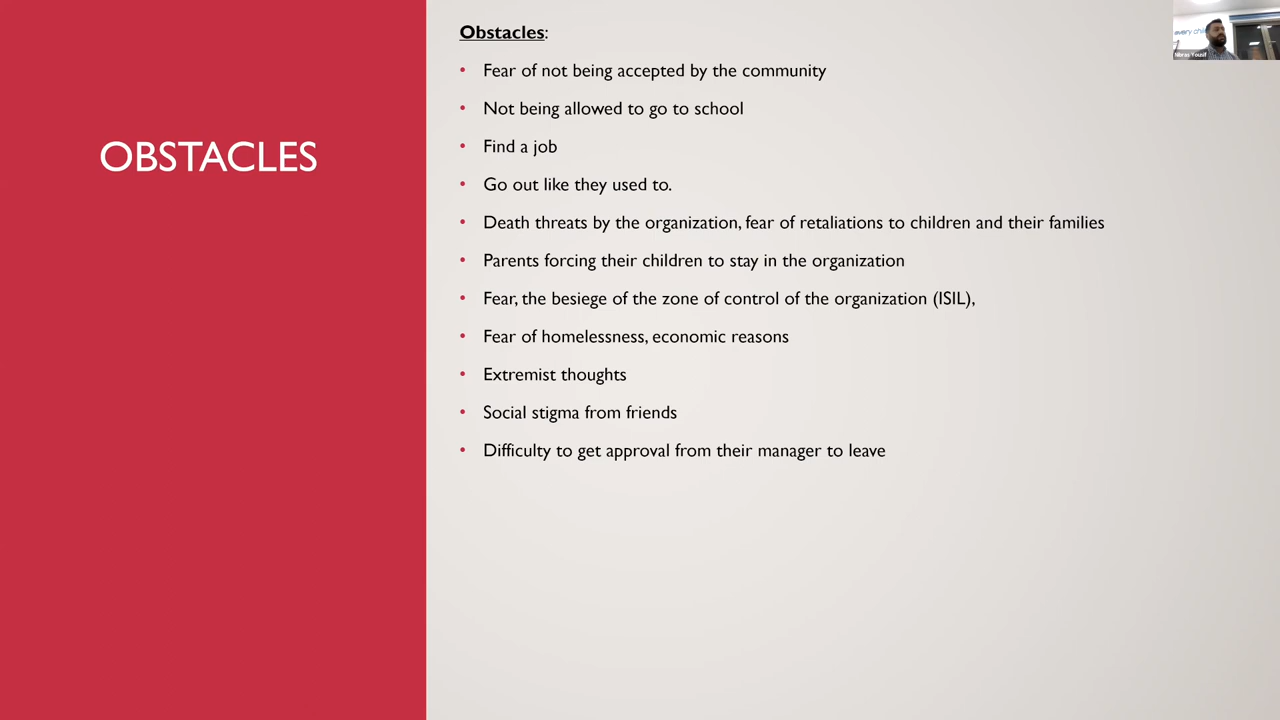 OBSTACLES
Obstacles:
• Fear of not being accepted by the community
• Not being allowed to go to school
• Find a job
• Go out like they used to.
• Death threats by the organization, fear of retaliations to children and their families
• Parents forcing their children to stay in the organization
• Fear, the besiege of the zone of control of the organization (ISIL),
• Fear of homelessness, economic reasons
• Extremist thoughts
• Social stigma from friends
• Difficulty to get approval from their manager to leave
every chi
Nibras Yousif